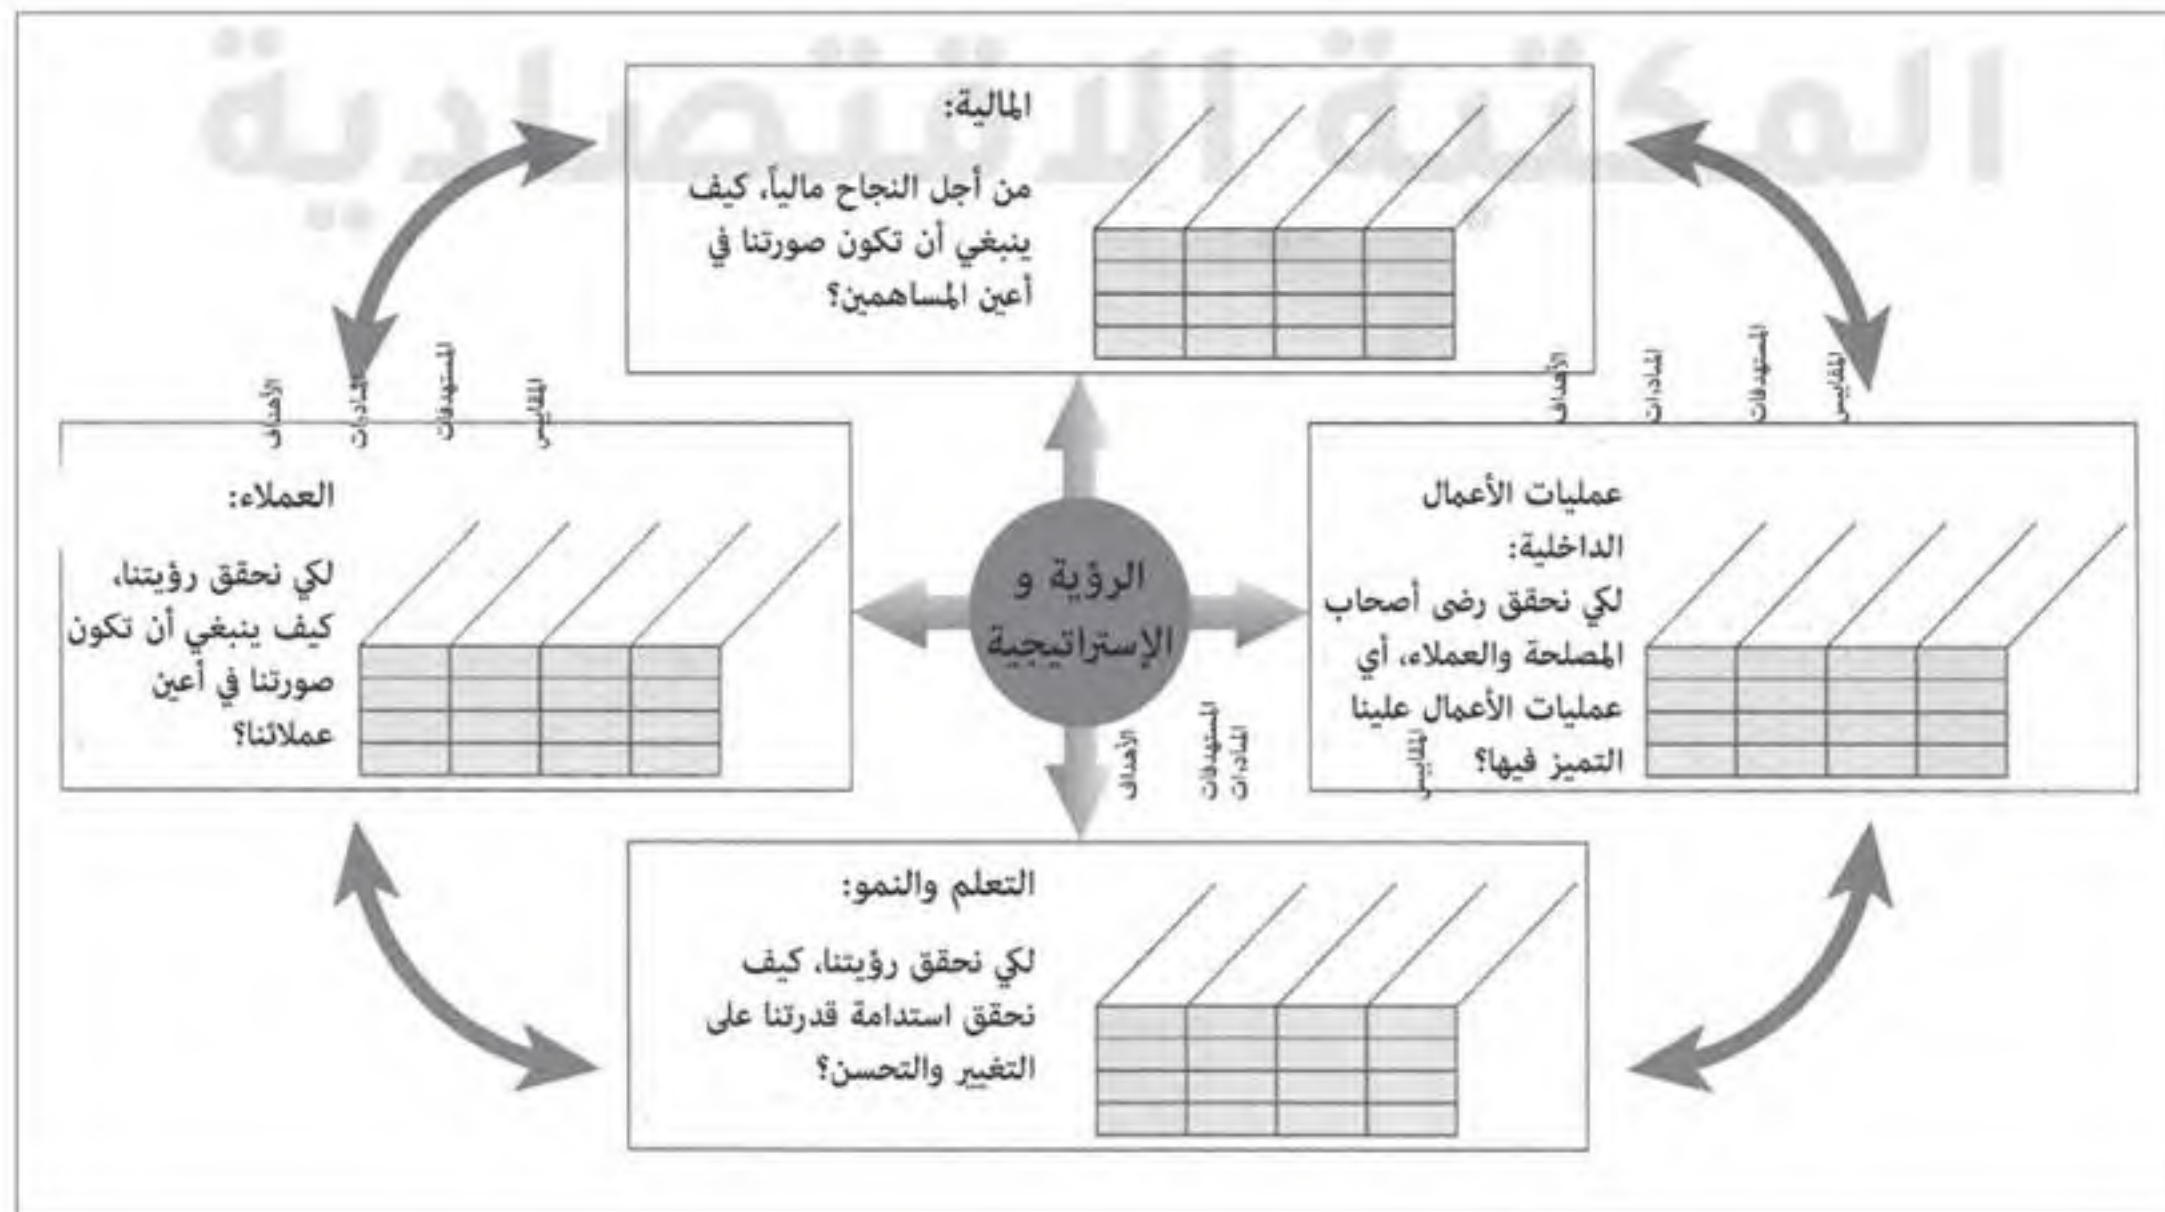 المكتبة الاقتصادية
المالية:
من أجل النجاح مالياً، كيف
ينبغي أن تكون صورتنا في
أعين المساهمين؟
الأهداف
المبادرات
المستهدفات
المقاييس
عمليات الأعمال
الداخلية:
لكي نحقق رضى أصحاب
المصلحة والعملاء، أي
عمليات الأعمال علينا
التميز فيها؟
الرؤية و
الإستراتيجية
الأهداف
المبادرات
المستهدفات
المقاييس
العملاء:
لكي نحقق رؤيتنا،
كيف ينبغي أن تكون
صورتنا في أعين
عملائنا؟
الأهداف
المستهدفات
المبادرات
المقاييس
التعلم والنمو:
لكي نحقق رؤيتنا، كيف
نحقق استدامة قدرتنا على
التغيير والتحسن؟